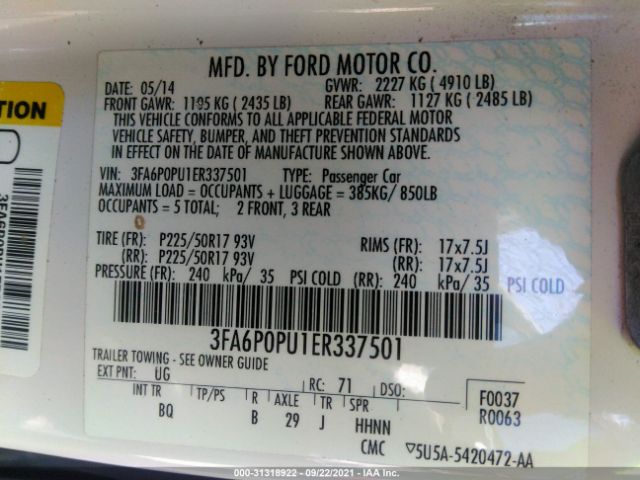 MFD. BY FORD MOTOR CO.
DATE: 05/14 GVWR: 2227 KG ( 4910 LB)
FRONT GAWR: 1105 KG ( 2435 LB) REAR GAWR: 1127 KG ( 2485 LB)
THIS VEHICLE CONFORMS TO ALL APPLICABLE FEDERAL MOTOR
VEHICLE SAFETY, BUMPER, AND THEFT PREVENTION STANDARDS
IN EFFECT ON THE DATE OF MANUFACTURE SHOWN ABOVE.
VIN: 3FA6P0PU1ER337501 TYPE: Passenger Car
MAXIMUM LOAD = OCCUPANTS + LUGGAGE = 385KG/ 850LB
OCCUPANTS = 5 TOTAL; 2 FRONT, 3 REAR
TIRE (FR): P225/50R17 93V RIMS (FR): 17x7.5J
(RR): P225/50R17 93V (RR): 17x7.5J
PRESSURE (FR): 240 kPa/ 35 PSI COLD (RR): 240 kPa/ 35 PSI COLD
3FA6P0PU1ER337501
TRAILER TOWING - SEE OWNER GUIDE
EXT PNT: UG RC: 71 DSO: F0037
INT TR TP/PS R AXLE TR SPR R0063
BQ B 29 J HHNN
CMC ▽5U5A-5420472-AA
000-31318922 - 09/22/2021 - IAA Inc.